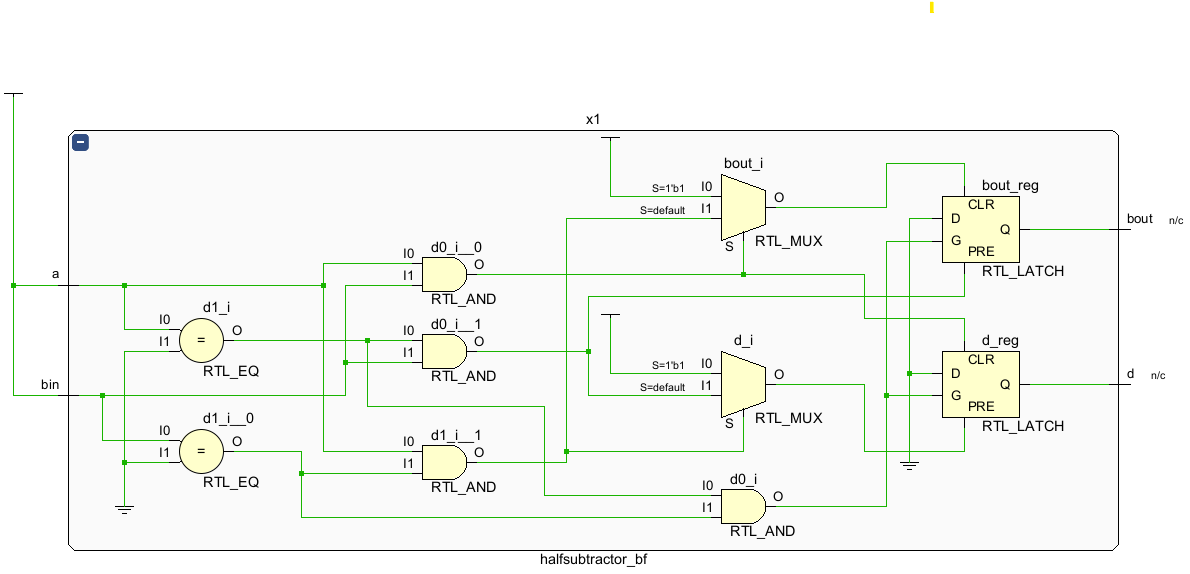 x1
bout_i
S=1'b1 I0
O
S=default I1
S RTL_MUX
bout_reg
CLR
D
Q
G
PRE
RTL_LATCH
bout n/c
a
d0_i__0
I0
O
I1
RTL_AND
d1_i
I0
O
I1
=
RTL_EQ
d0_i__1
I0
O
I1
RTL_AND
d_i
S=1'b1 I0
O
S=default I1
S RTL_MUX
d_reg
CLR
D
Q
G
PRE
RTL_LATCH
d n/c
bin
d1_i__0
I0
O
I1
=
RTL_EQ
d1_i__1
I0
O
I1
RTL_AND
d0_i
I0
O
I1
RTL_AND
halfsubtractor_bf